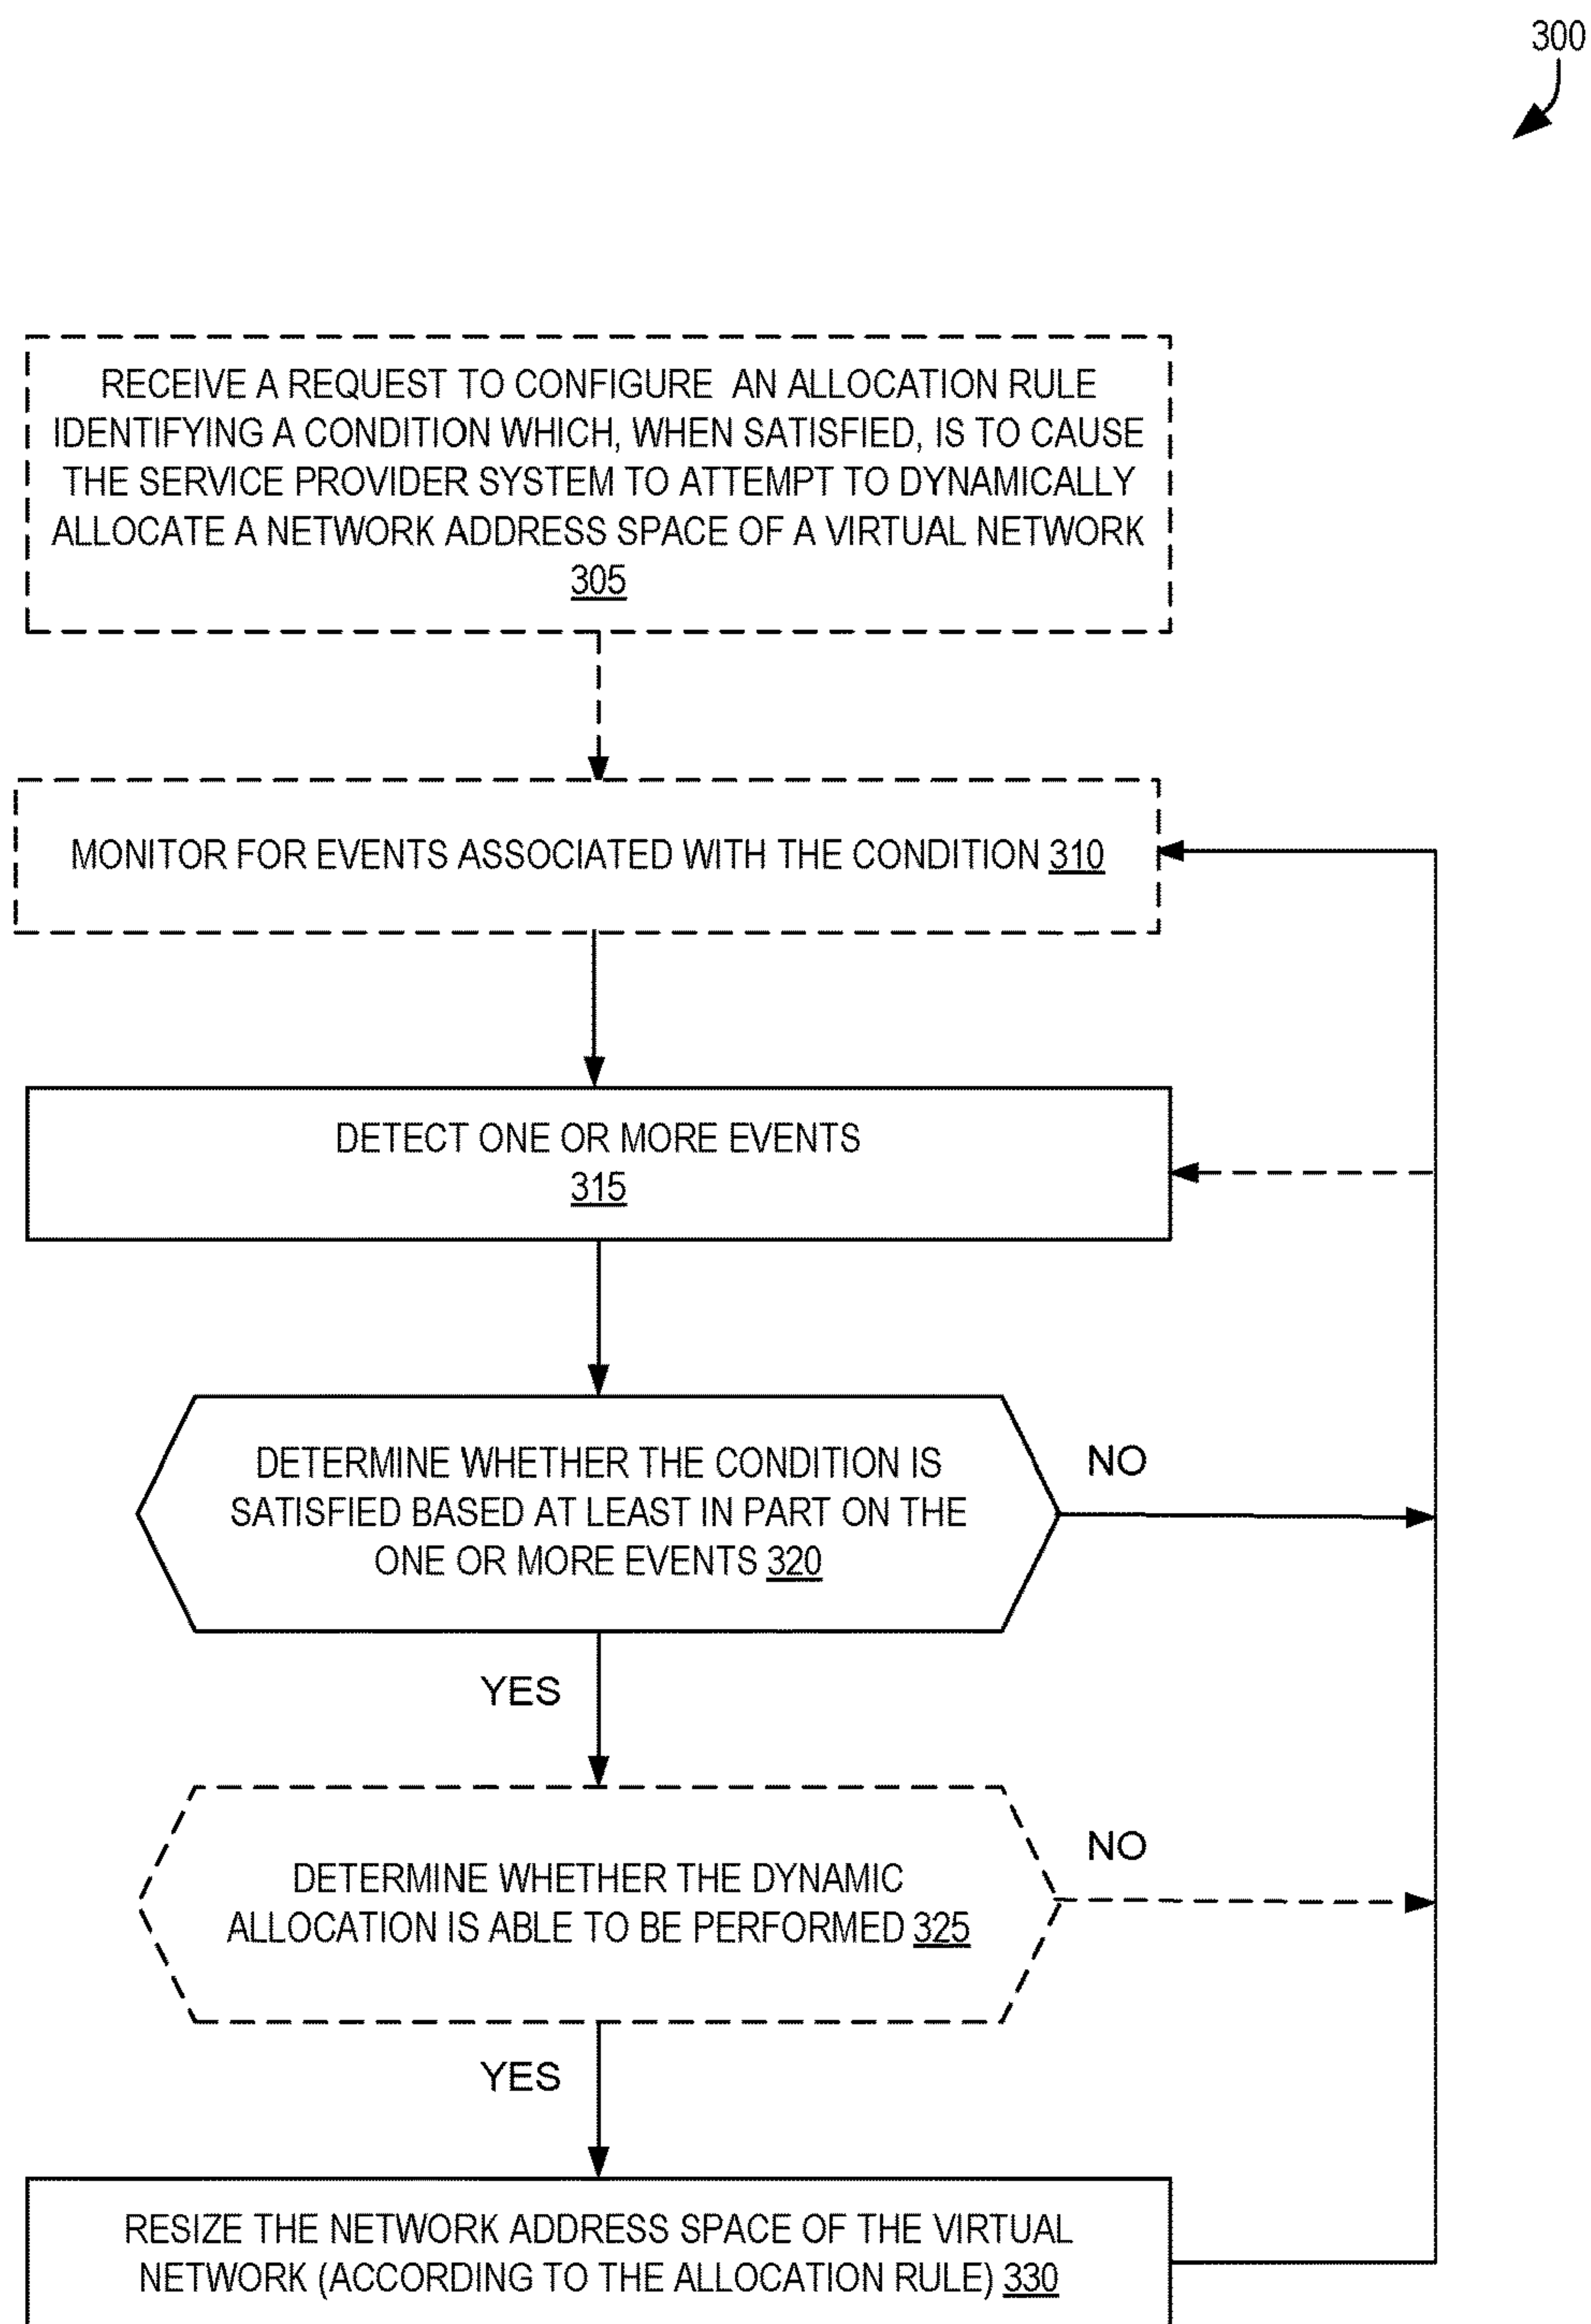 300
RECEIVE A REQUEST TO CONFIGURE AN ALLOCATION RULE
IDENTIFYING A CONDITION WHICH, WHEN SATISFIED, IS TO CAUSE
THE SERVICE PROVIDER SYSTEM TO ATTEMPT TO DYNAMICALLY
ALLOCATE A NETWORK ADDRESS SPACE OF A VIRTUAL NETWORK
305
MONITOR FOR EVENTS ASSOCIATED WITH THE CONDITION 310
DETECT ONE OR MORE EVENTS
315
DETERMINE WHETHER THE CONDITION IS
SATISFIED BASED AT LEAST IN PART ON THE
ONE OR MORE EVENTS 320
NO
YES
DETERMINE WHETHER THE DYNAMIC
ALLOCATION IS ABLE TO BE PERFORMED 325
NO
YES
RESIZE THE NETWORK ADDRESS SPACE OF THE VIRTUAL
NETWORK (ACCORDING TO THE ALLOCATION RULE) 330